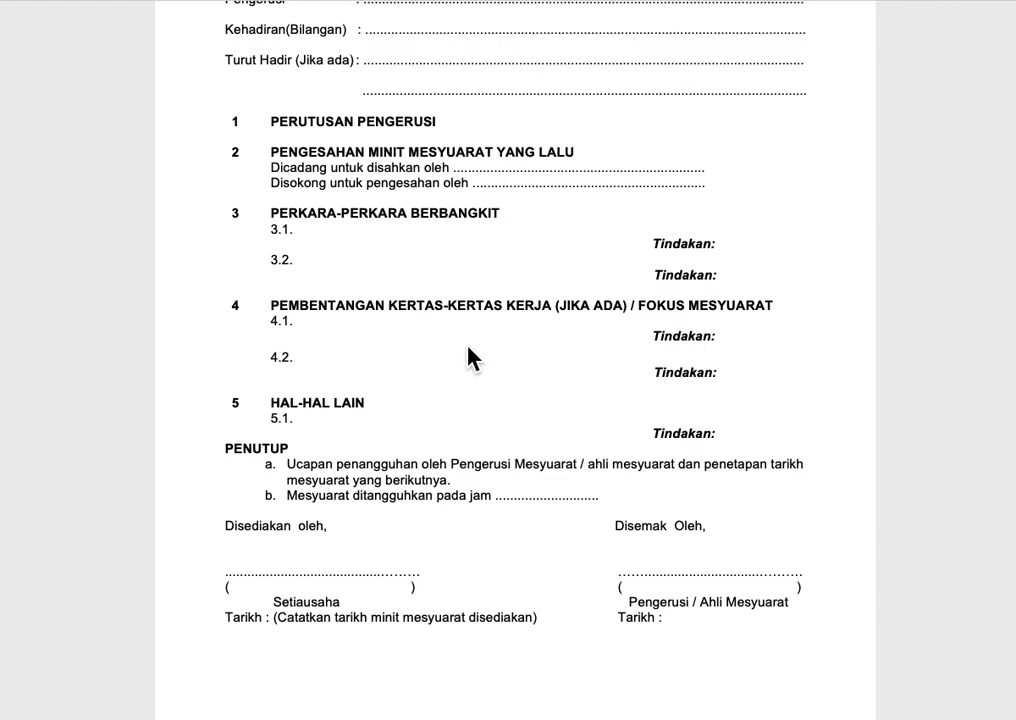 Pengerusi : ........................................................................................................................
Kehadiran(Bilangan) : ........................................................................................................................
Turut Hadir (Jika ada) : ........................................................................................................................
........................................................................................................................
1 PERUTUSAN PENGERUSI
2 PENGESAHAN MINIT MESYUARAT YANG LALU
Dicadang untuk disahkan oleh ....................................................................
Disokong untuk pengesahan oleh ...............................................................
3 PERKARA-PERKARA BERBANGKIT
3.1.
Tindakan:
3.2.
Tindakan:
4 PEMBENTANGAN KERTAS-KERTAS KERJA (JIKA ADA) / FOKUS MESYUARAT
4.1.
Tindakan:
4.2.
Tindakan:
5 HAL-HAL LAIN
5.1.
Tindakan:
PENUTUP
a. Ucapan penangguhan oleh Pengerusi Mesyuarat / ahli mesyuarat dan penetapan tarikh
mesyuarat yang berikutnya.
b. Mesyuarat ditangguhkan pada jam ............................
Disediakan oleh, Disemak Oleh,
.................................................... ..................................................
( ) ( )
Setiausaha Pengerusi / Ahli Mesyuarat
Tarikh : (Catatkan tarikh minit mesyuarat disediakan) Tarikh :